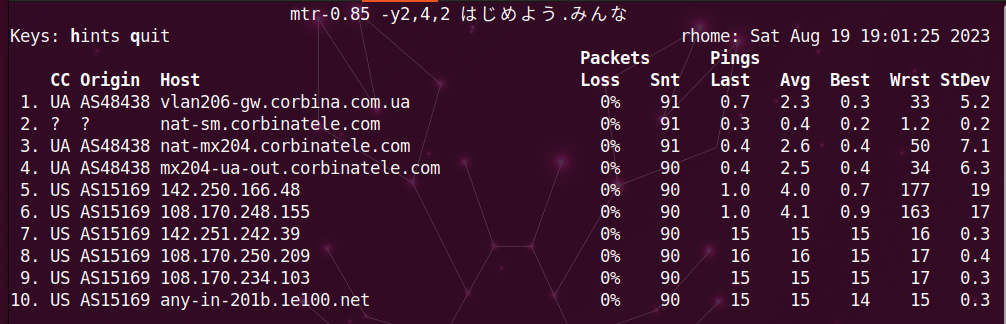 mtr-0.85 -y2,4,2 はじめよう.みんな
Keys: hints quit rhome: Sat Aug 19 19:01:25 2023
Packets Pings
CC Origin Host Loss Snt Last Avg Best Wrst StDev
1. UA AS48438 vlan206-gw.corbina.com.ua 0% 91 0.7 2.3 0.3 33 5.2
2. ? ? nat-sm.corbinatele.com 0% 91 0.3 0.4 0.2 1.2 0.2
3. UA AS48438 nat-mx204.corbinatele.com 0% 91 0.4 2.6 0.4 50 7.1
4. UA AS48438 mx204-ua-out.corbinatele.com 0% 90 0.4 2.5 0.4 34 6.3
5. US AS15169 142.250.166.48 0% 90 1.0 4.0 0.7 177 19
6. US AS15169 108.170.248.155 0% 90 1.0 4.1 0.9 163 17
7. US AS15169 142.251.242.39 0% 90 15 15 15 16 0.3
8. US AS15169 108.170.250.209 0% 90 16 16 15 17 0.4
9. US AS15169 108.170.234.103 0% 90 15 15 15 17 0.3
10. US AS15169 any-in-201b.1e100.net 0% 90 15 15 14 15 0.3